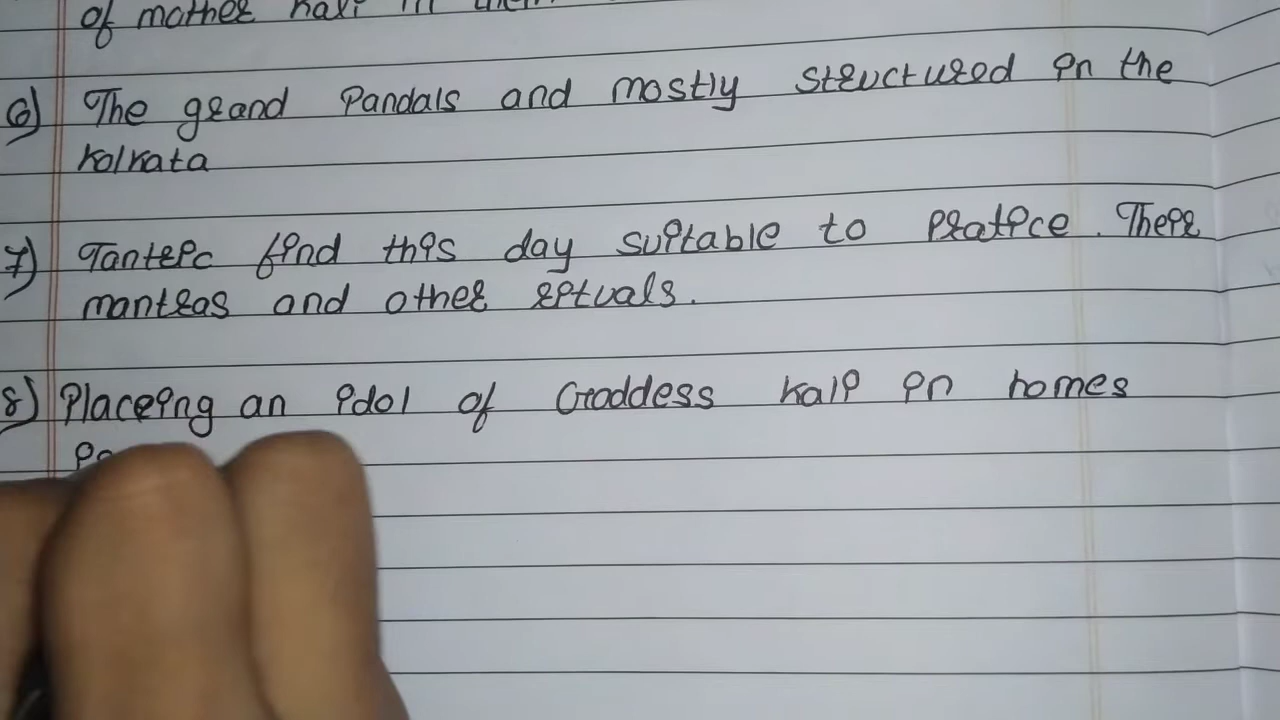 of mother kali in
6) The grand Pandals and mostly structured in the
Kolkata
7) Tantric find this day suitable to pratice. Their
mantras and other rituals.
8) Placeing an idol of Goddess Kali in homes